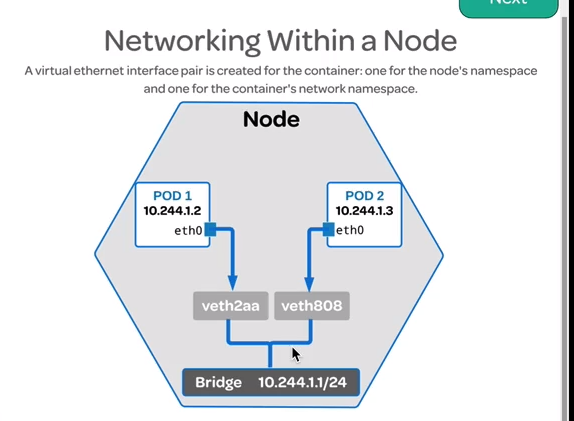 Next
Networking Within a Node
A virtual ethernet interface pair is created for the container: one for the node's namespace
and one for the container's network namespace.
Node
POD 1
10.244.1.2
eth0
POD 2
10.244.1.3
eth0
veth2aa
veth808
Bridge 10.244.1.1/24